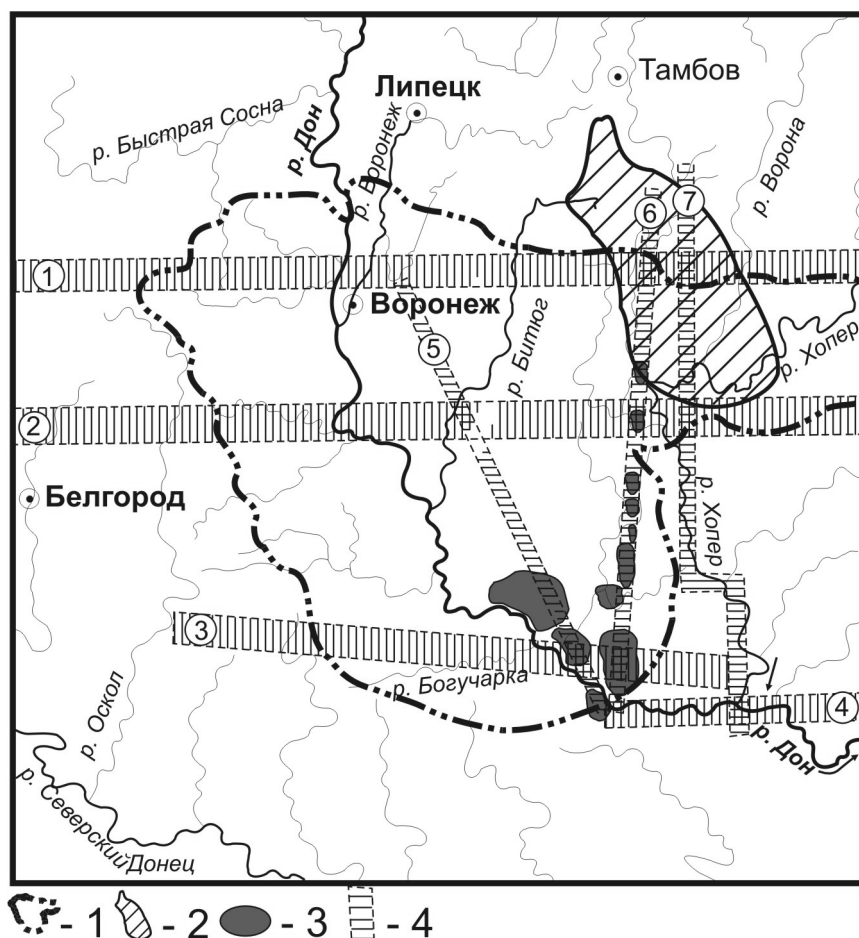 Тамбов
Липецк
р. Быстрая Сосна
р. Дон
р. Воронеж
р. Ворона
6
7
1
Воронеж
5
р. Битюг
р. Хопер
2
Белгород
р. Хопер
3
р. Богучарка
4
р. Оскол
р. Дон
р. Северский Донец
- 1
- 2
- 3
- 4